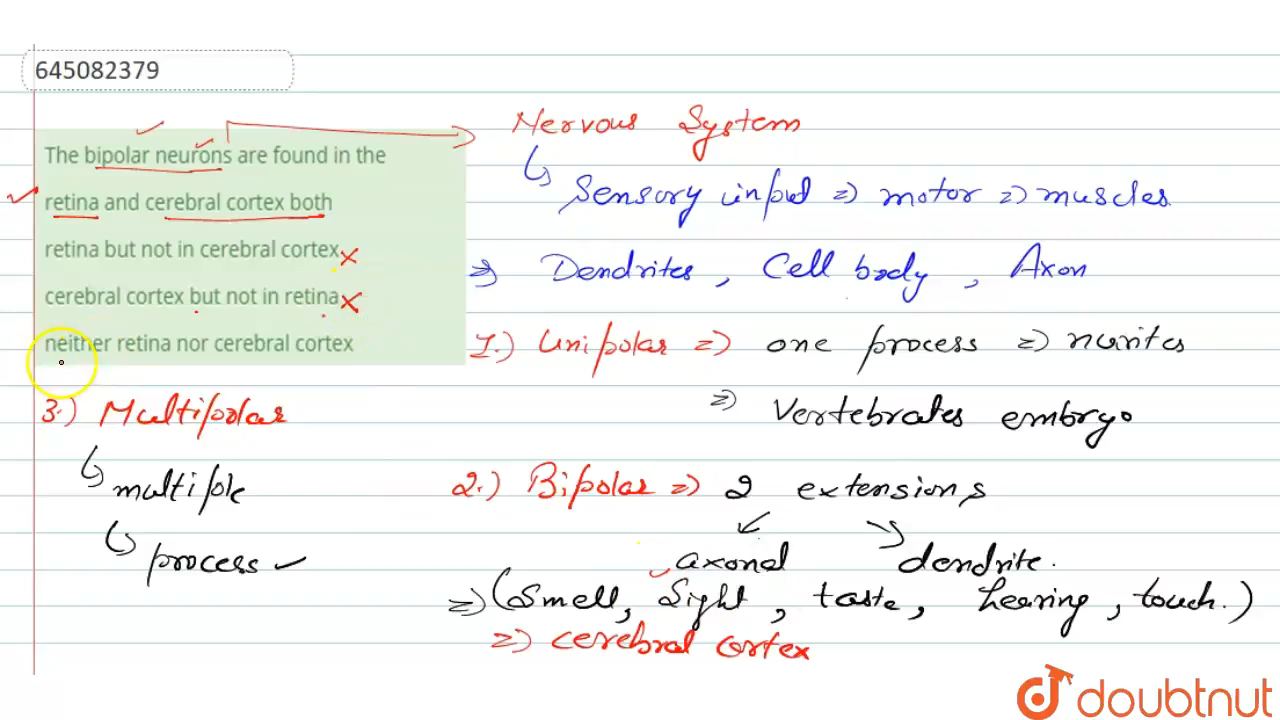 645082379
The bipolar neurons are found in the
retina and cerebral cortex both
retina but not in cerebral cortex
cerebral cortex but not in retina
neither retina nor cerebral cortex
Nervous System
Sensory input => motor => muscles
=> Dendrites, Cell body, Axon
1.) Unipolar => one process => nurites
=> Vertebrates embryo
2.) Bipolar => 2 extensions
axonal dendrite.
=> (Smell, Sight, taste, hearing, touch.)
=> cerebral cortex
3.) Multipolar
multiple
process
doubtnut